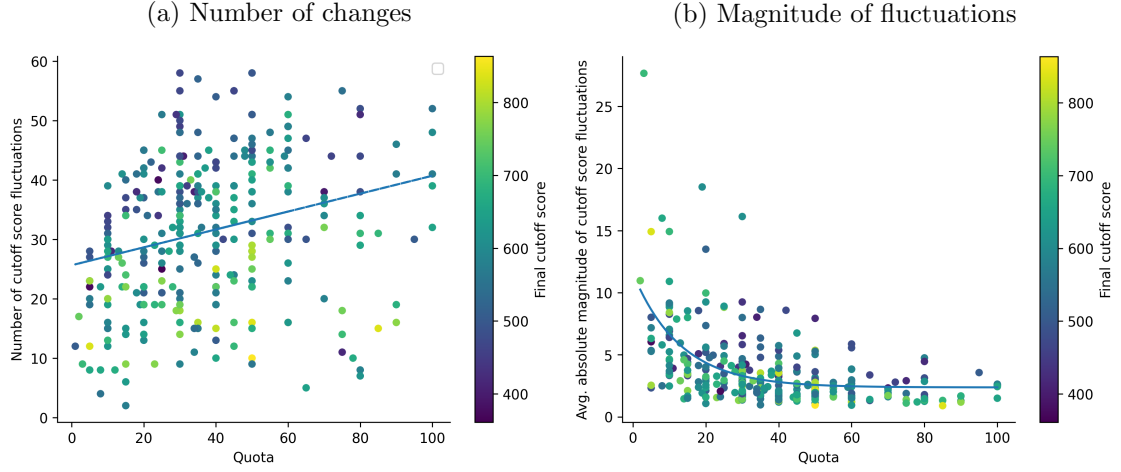 (a) Number of changes
(b) Magnitude of fluctuations
Number of cutoff score fluctuations
60
50
40
30
20
10
0
0 20 40 60 80 100
Quota
800
700
600
500
400
Final cutoff score
Avg. absolute magnitude of cutoff score fluctuations
25
20
15
10
5
0
0 20 40 60 80 100
Quota
800
700
600
500
400
Final cutoff score